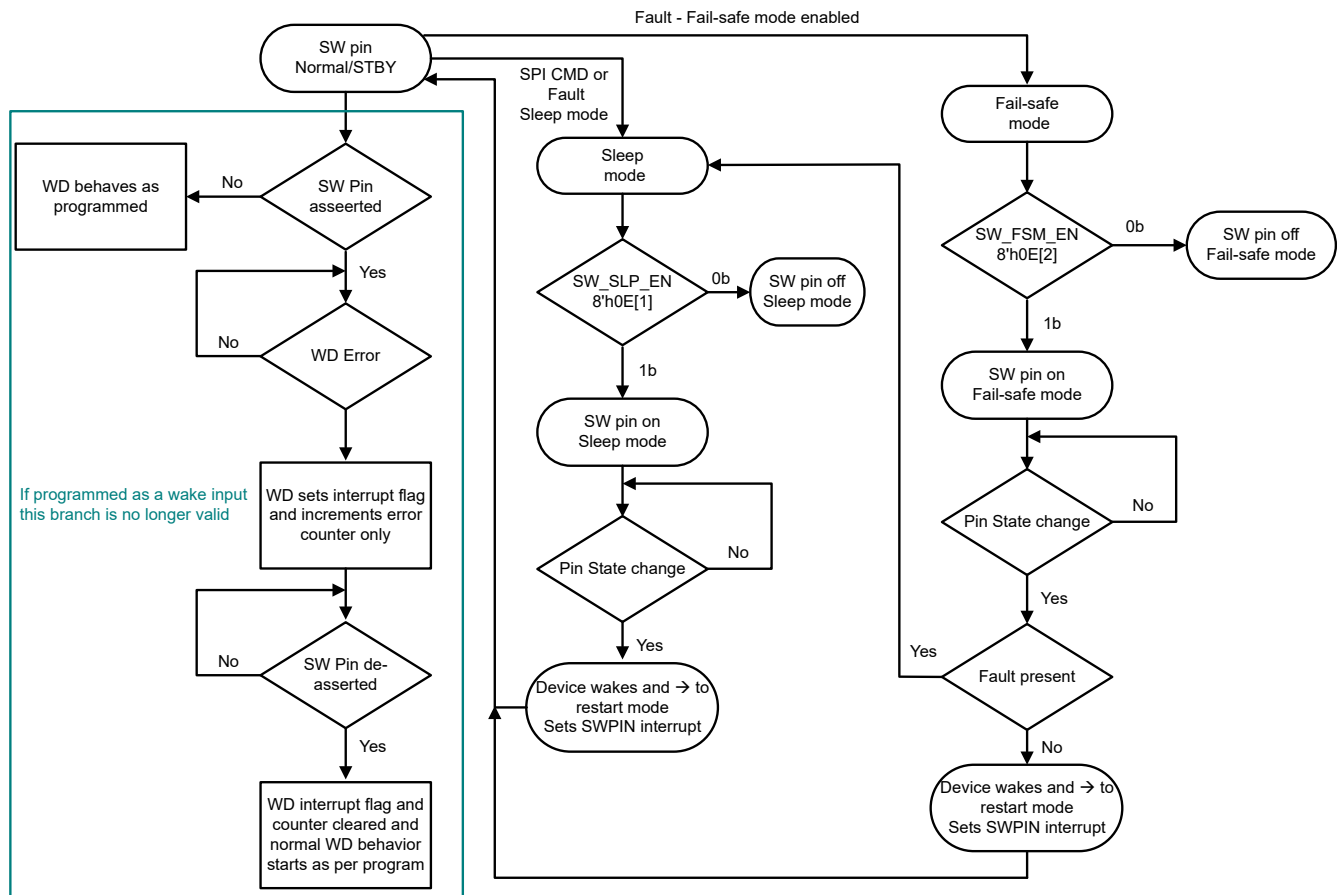 Fault - Fail-safe mode enabled
SW pin
Normal/STBY
SPI CMD or
Fault
Sleep mode
Fail-safe
mode
Sleep
mode
WD behaves as
programmed
No
SW Pin
asseerted
Yes
SW_FSM_EN
8'h0E[2]
0b
SW pin off
Fail-safe mode
1b
SW_SLP_EN
8'h0E[1]
0b
SW pin off
Sleep mode
1b
No
WD Error
SW pin on
Fail-safe mode
SW pin on
Sleep mode
If programmed as a wake input
this branch is no longer valid
WD sets interrupt flag
and increments error
counter only
Pin State change
No
Yes
Pin State change
No
Yes
No
SW Pin de-
asserted
Yes
Yes
Fault present
No
Device wakes and → to
restart mode
Sets SWPIN interrupt
Device wakes and → to
restart mode
Sets SWPIN interrupt
WD interrupt flag and
counter cleared and
normal WD behavior
starts as per program